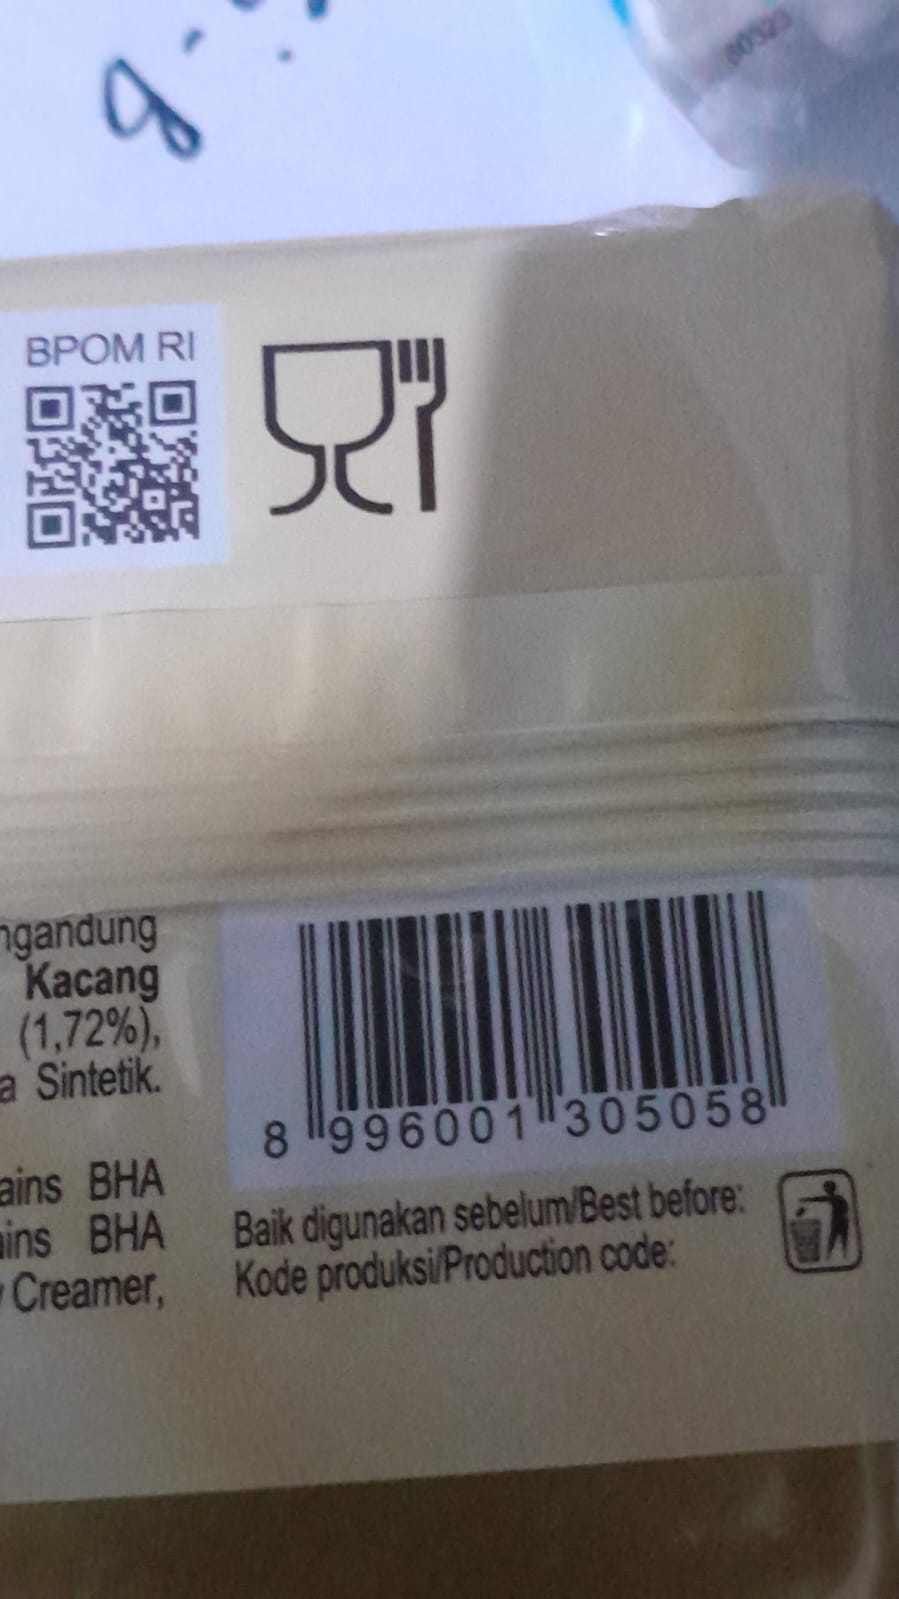 BPOM RI
ngandung
Kacang
(1,72%),
a Sintetik.
ains BHA
ains BHA
Creamer,
8 996001 305058
Baik digunakan sebelum/Best before:
Kode produksi/Production code: